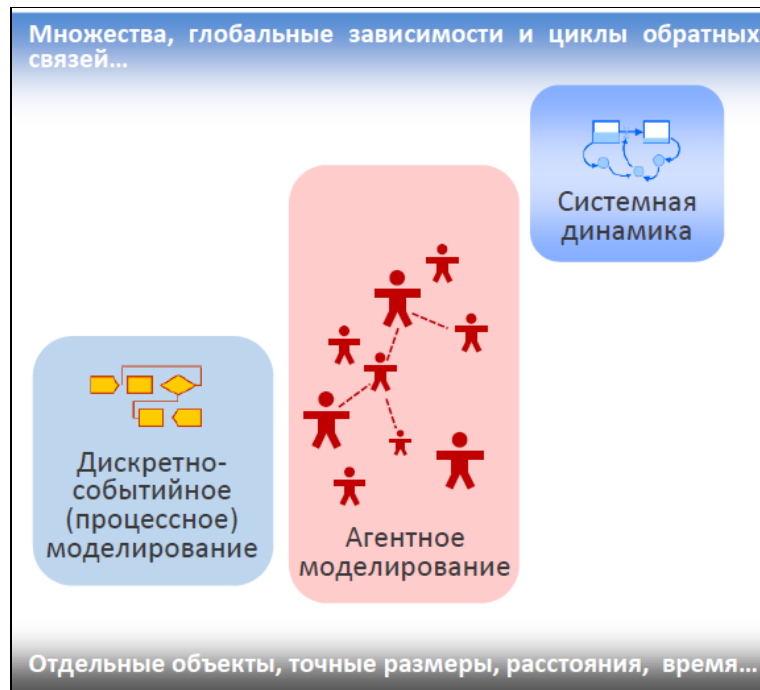 Множества, глобальные зависимости и циклы обратных
связей…
Системная
динамика
Дискретно-
событийное
(процессное)
моделирование
Агентное
моделирование
Отдельные объекты, точные размеры, расстояния, время…